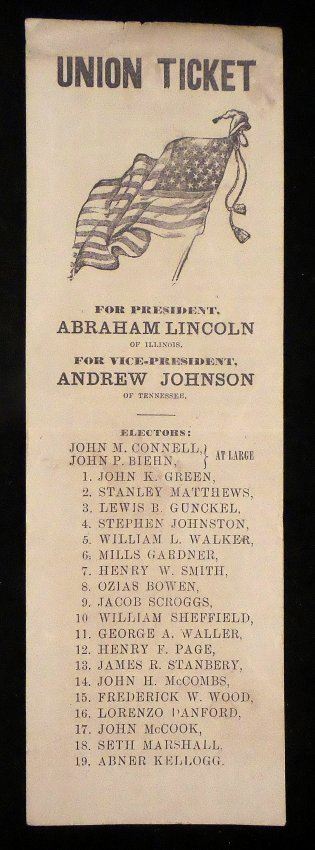 UNION TICKET
FOR PRESIDENT,
ABRAHAM LINCOLN
OF ILLINOIS.
FOR VICE-PRESIDENT,
ANDREW JOHNSON
OF TENNESSEE.
ELECTORS:
JOHN M. CONNELL,
JOHN P. BIEHN, } AT LARGE
1. JOHN K. GREEN,
2. STANLEY MATTHEWS,
3. LEWIS B. GUNCKEL,
4. STEPHEN JOHNSTON,
5. WILLIAM L. WALKER,
6. MILLS GARDNER,
7. HENRY W. SMITH,
8. OZIAS BOWEN,
9. JACOB SCROGGS,
10 WILLIAM SHEFFIELD,
11. GEORGE A. WALLER,
12. HENRY F. PAGE,
13. JAMES R. STANBERY,
14. JOHN H. McCOMBS,
15. FREDERICK W. WOOD,
16. LORENZO DANFORD,
17. JOHN McCOOK,
18. SETH MARSHALL.
19. ABNER KELLOGG.